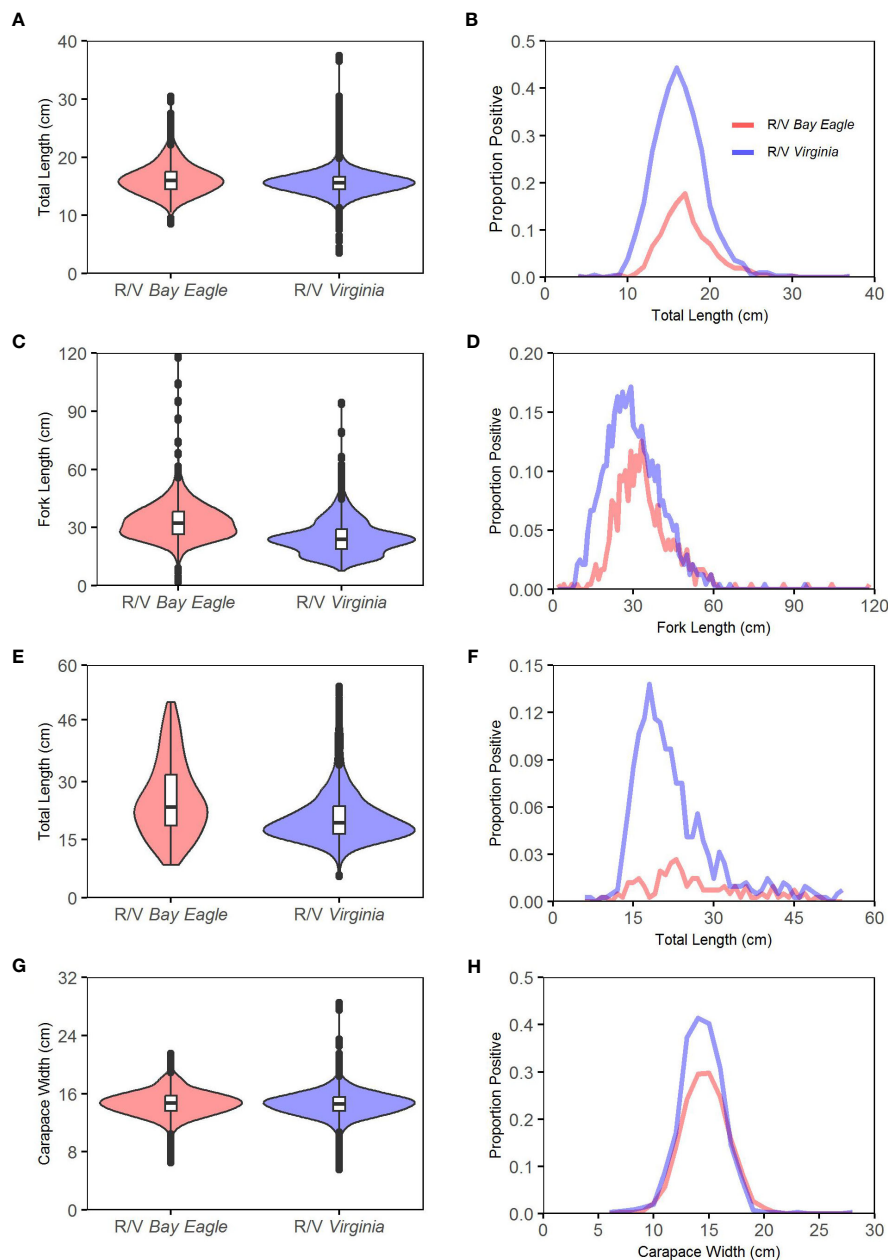 A
Total Length (cm)
40
30
20
10
0
R/V Bay Eagle
R/V Virginia
B
Proportion Positive
0.5
0.4
0.3
0.2
0.1
0.0
R/V Bay Eagle
R/V Virginia
0
10
20
30
40
Total Length (cm)
C
Fork Length (cm)
120
90
60
30
0
R/V Bay Eagle
R/V Virginia
D
Proportion Positive
0.20
0.15
0.10
0.05
0.00
0
30
60
90
120
Fork Length (cm)
E
Total Length (cm)
60
46
30
15
0
R/V Bay Eagle
R/V Virginia
F
Proportion Positive
0.15
0.12
0.09
0.06
0.03
0.00
0
15
30
45
60
Total Length (cm)
G
Carapace Width (cm)
32
24
16
8
0
R/V Bay Eagle
R/V Virginia
H
Proportion Positive
0.5
0.4
0.3
0.2
0.1
0.0
0
5
10
15
20
25
30
Carapace Width (cm)